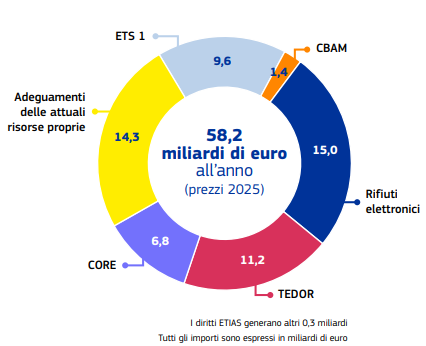 ETS 1
9,6
CBAM
1,4
Adeguamenti
delle attuali
risorse proprie
14,3
58,2
miliardi di euro
all'anno
(prezzi 2025)
15,0
Rifiuti
elettronici
CORE
6,8
11,2
TEDOR
I diritti ETIAS generano altri 0,3 miliardi
Tutti gli importi sono espressi in miliardi di euro